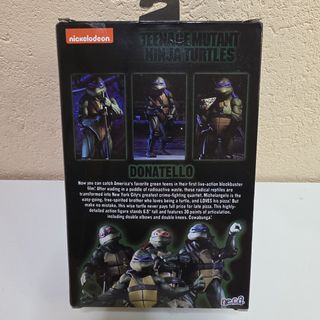 nickelodeon
TEENAGE MUTANT
NINJA TURTLES
DONATELLO
Now you can catch America's favorite green teens in their first live-action blockbuster
film! After eating in a puddle of radioactive waste, these radical reptiles are
transformed into New York City's greatest crime-fighting quartet. Michelangelo is the
easy-going, free-spirited brother who loves being a turtle, and LOVES his pizza! But
make no mistake, this wise turtle never pays full price for late pizza. This highly-
detailed action figure stands 6.5" tall and features 30 points of articulation,
including double elbows and double knees. Cowabunga!
neca